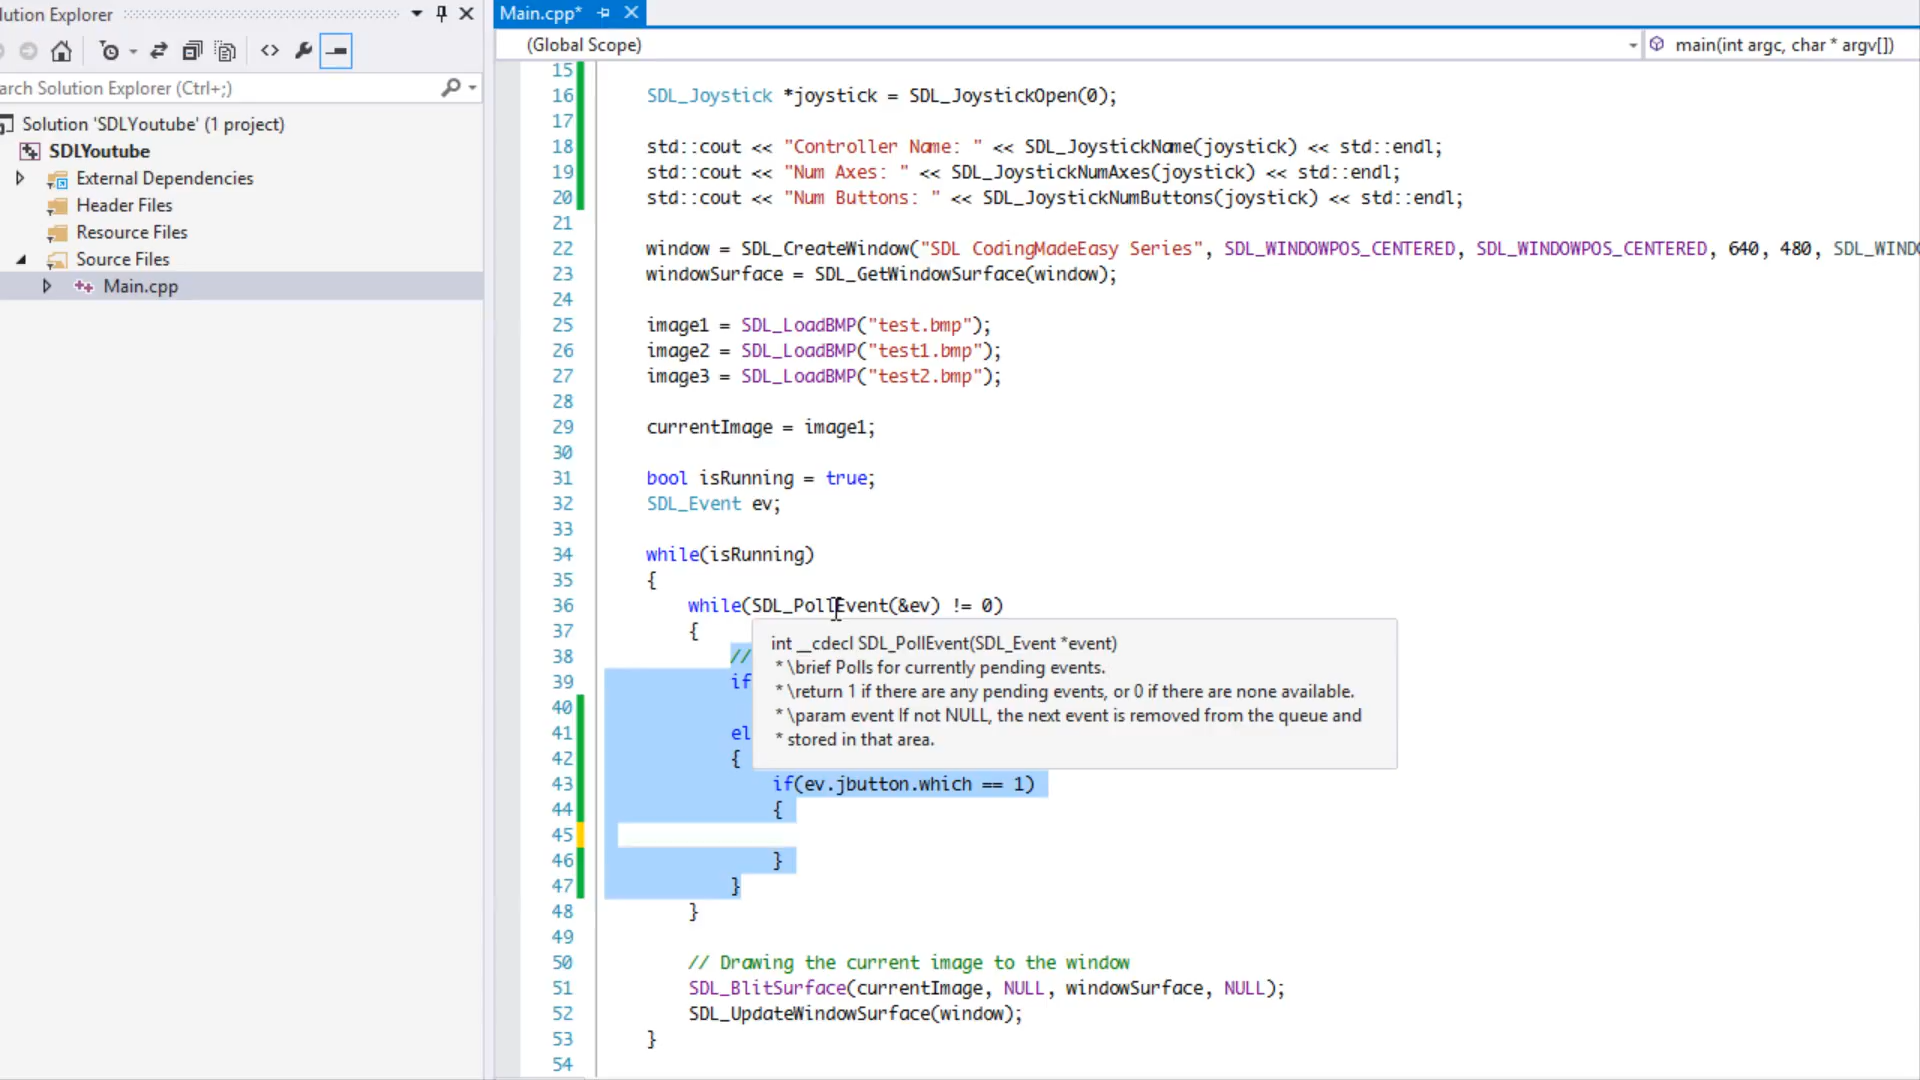 lution Explorer
arch Solution Explorer (Ctrl+;)
Solution 'SDLYoutube' (1 project)
SDLYoutube
External Dependencies
Header Files
Resource Files
Source Files
Main.cpp
Main.cpp*
(Global Scope)
main(int argc, char * argv[])
15
16 SDL_Joystick *joystick = SDL_JoystickOpen(0);
17
18 std::cout << "Controller Name: " << SDL_JoystickName(joystick) << std::endl;
19 std::cout << "Num Axes: " << SDL_JoystickNumAxes(joystick) << std::endl;
20 std::cout << "Num Buttons: " << SDL_JoystickNumButtons(joystick) << std::endl;
21
22 window = SDL_CreateWindow("SDL CodingMadeEasy Series", SDL_WINDOWPOS_CENTERED, SDL_WINDOWPOS_CENTERED, 640, 480, SDL_WIND
23 windowSurface = SDL_GetWindowSurface(window);
24
25 image1 = SDL_LoadBMP("test.bmp");
26 image2 = SDL_LoadBMP("test1.bmp");
27 image3 = SDL_LoadBMP("test2.bmp");
28
29 currentImage = image1;
30
31 bool isRunning = true;
32 SDL_Event ev;
33
34 while(isRunning)
35 {
36 while(SDL_PollEvent(&ev) != 0)
37 {
int __cdecl SDL_PollEvent(SDL_Event *event)
* \brief Polls for currently pending events.
* \return 1 if there are any pending events, or 0 if there are none available.
* \param event If not NULL, the next event is removed from the queue and
* stored in that area.
38 //
39 if
40
41 el
42 {
43 if(ev.jbutton.which == 1)
44 {
45
46 }
47 }
48 }
49
50 // Drawing the current image to the window
51 SDL_BlitSurface(currentImage, NULL, windowSurface, NULL);
52 SDL_UpdateWindowSurface(window);
53 }
54